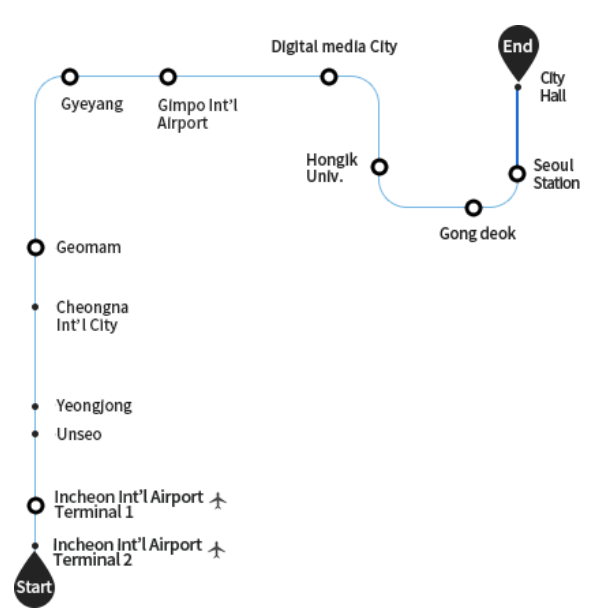 Digital media City
End
City
Hall
Gyeyang
Gimpo Int'l
Airport
Hongik
Univ.
Seoul
Station
Gong deok
Geomam
Cheongna
Int'l City
Yeongjong
Unseo
Incheon Int'l Airport
Terminal 1
Incheon Int'l Airport
Terminal 2
Start